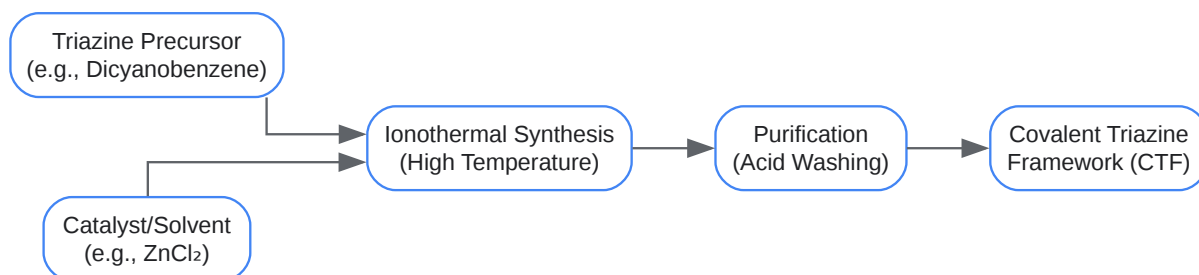 Triazine Precursor
(e.g., Dicyanobenzene)
Catalyst/Solvent
(e.g., ZnCl₂)
Ionothermal Synthesis
(High Temperature)
Purification
(Acid Washing)
Covalent Triazine
Framework (CTF)